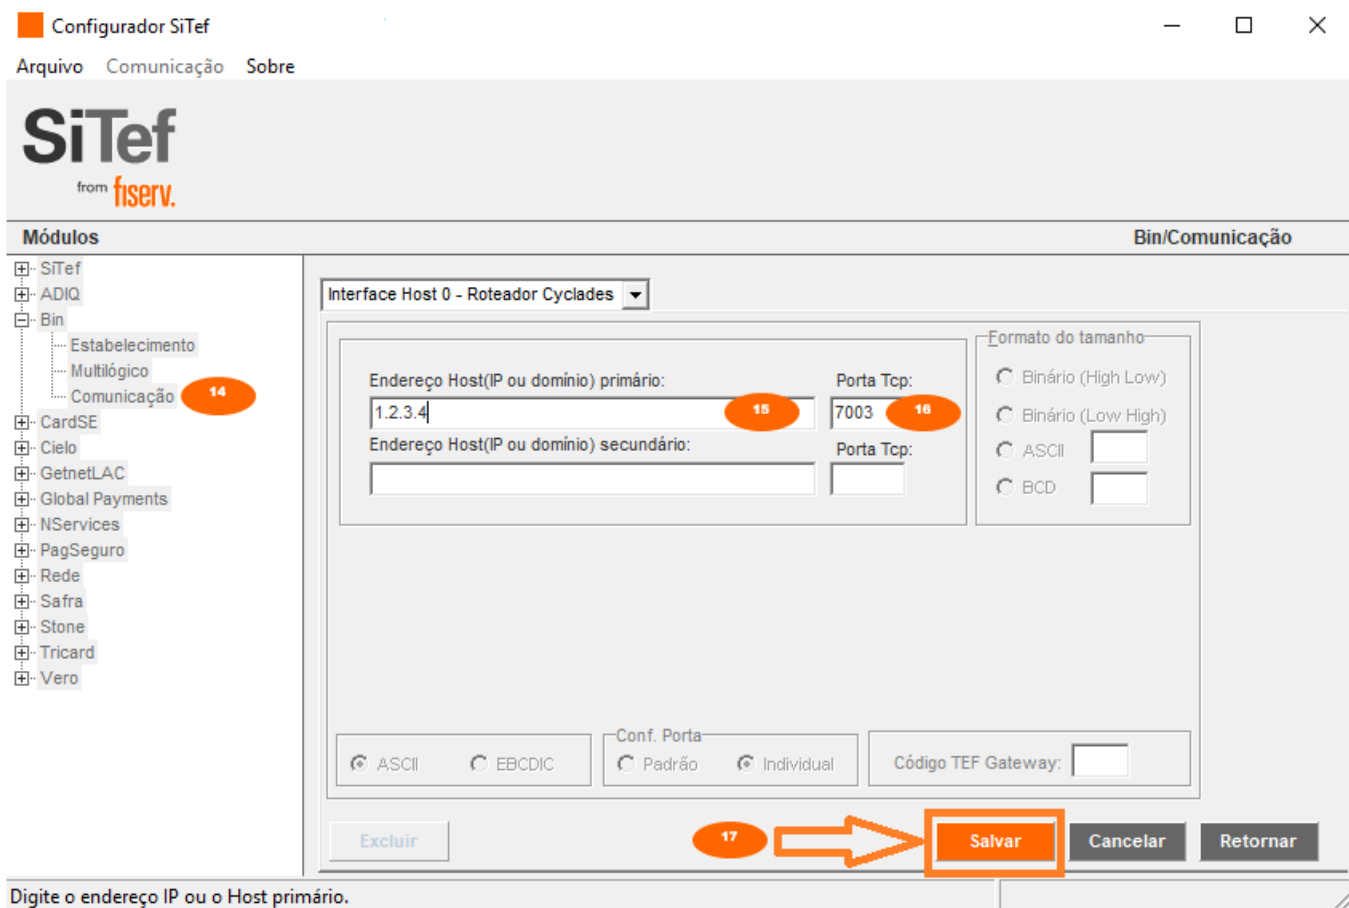 Configurador SiTef
Arquivo Comunicação Sobre
SiTef
from fiserv.
Módulos
Bin/Comunicação
SiTef
ADIQ
Bin
Estabelecimento
Multilógico
Comunicação 14
CardSE
Cielo
GetnetLAC
Global Payments
NServices
PagSeguro
Rede
Safra
Stone
Tricard
Vero
Interface Host 0 - Roteador Cyclades
Endereço Host(IP ou domínio) primário: Porta Tcp:
1.2.3.4 15 7003 16
Endereço Host(IP ou domínio) secundário: Porta Tcp:
Formato do tamanho
Binário (High Low)
Binário (Low High)
ASCII
BCD
ASCII EBCDIC
Conf. Porta
Padrão Individual
Código TEF Gateway:
Excluir 17 Salvar Cancelar Retornar
Digite o endereço IP ou o Host primário.